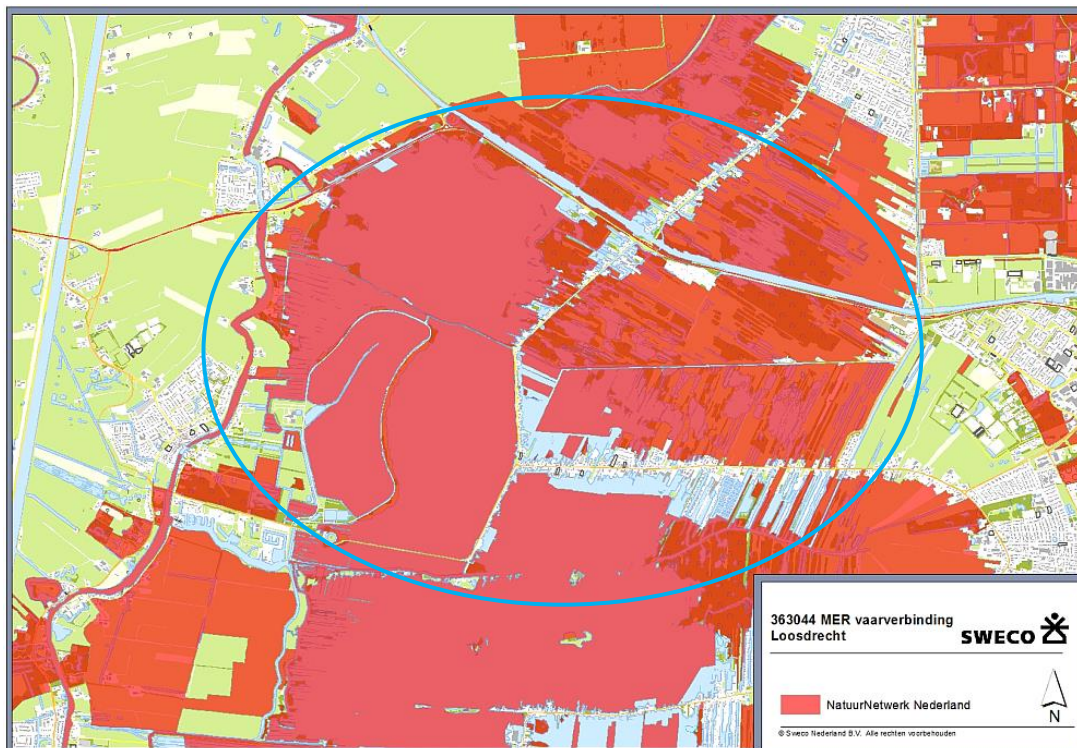 363044 MER vaarverbinding
Loosdrecht
SWECO
NatuurNetwerk Nederland
N
© Sweco Nederland B.V. Alle rechten voorbehouden